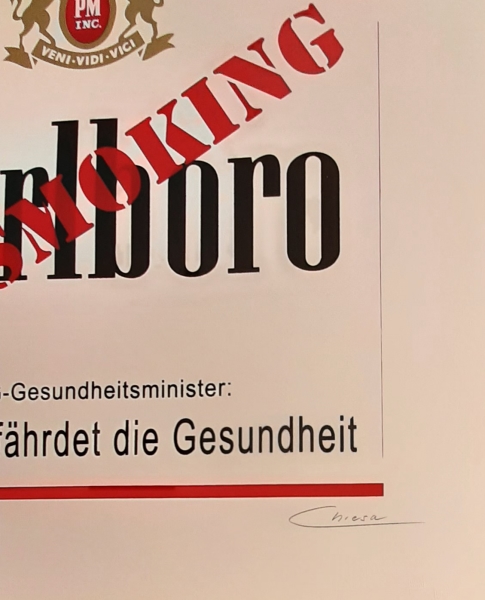 PM
INC.
VENI·VIDI·VICI
SMOKING
rlboro
-Gesundheitsminister:
fährdet die Gesundheit
Chiesa